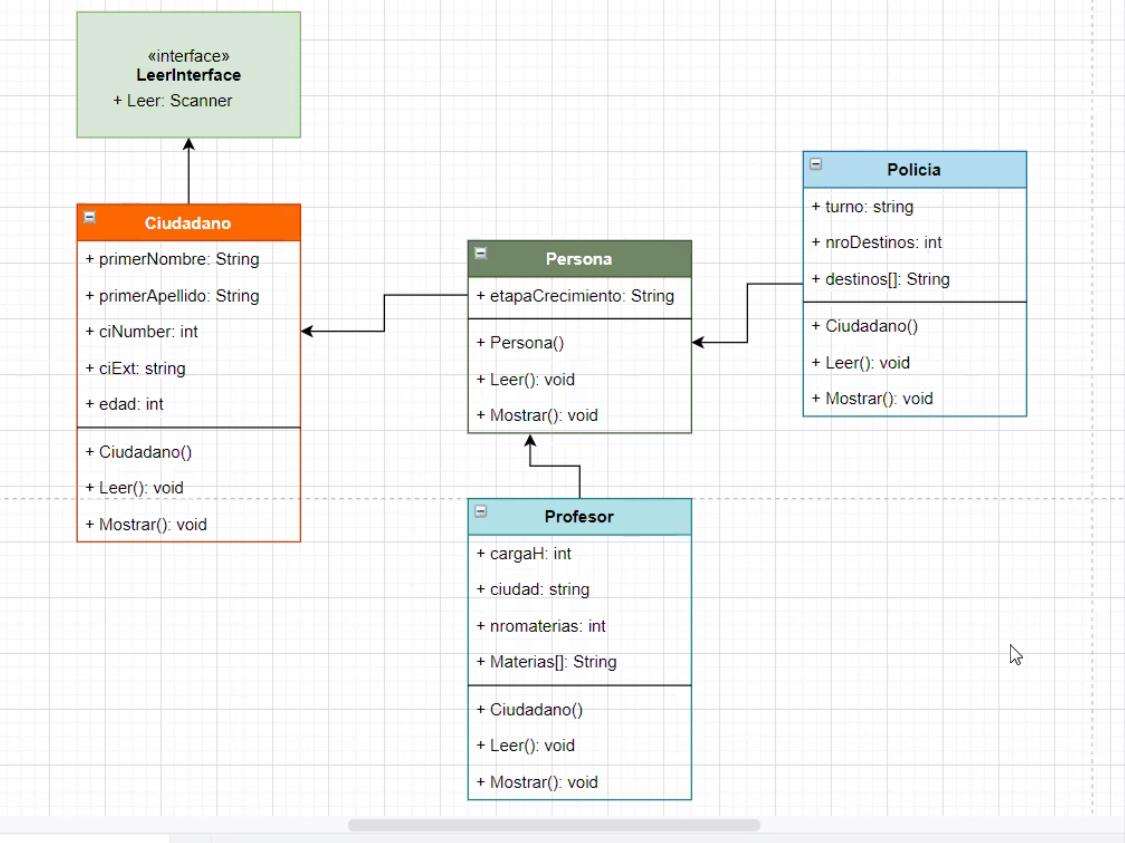 «interface»
LeerInterface
+ Leer: Scanner
Ciudadano
+ primerNombre: String
+ primerApellido: String
+ ciNumber: int
+ ciExt: string
+ edad: int
+ Ciudadano()
+ Leer(): void
+ Mostrar(): void
Persona
+ etapaCrecimiento: String
+ Persona()
+ Leer(): void
+ Mostrar(): void
Policia
+ turno: string
+ nroDestinos: int
+ destinos[]: String
+ Ciudadano()
+ Leer(): void
+ Mostrar(): void
Profesor
+ cargaH: int
+ ciudad: string
+ nromaterias: int
+ Materias[]: String
+ Ciudadano()
+ Leer(): void
+ Mostrar(): void